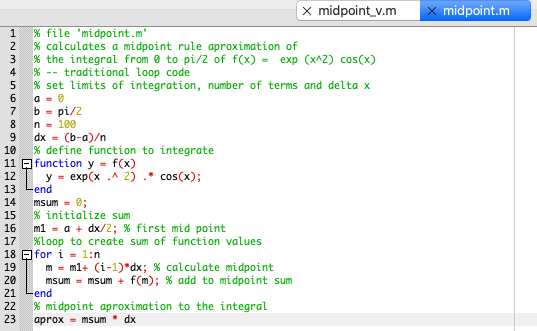 midpoint_v.m midpoint.m
1 % file 'midpoint.m'
2 % calculates a midpoint rule aproximation of
3 % the integral from 0 to pi/2 of f(x) =  exp (x^2) cos(x)
4 % -- traditional loop code
5 % set limits of integration, number of terms and delta x
6 a = 0
7 b = pi/2
8 n = 100
9 dx = (b-a)/n
10 % define function to integrate
11 function y = f(x)
12   y = exp(x .^ 2) .* cos(x);
13 end
14 msum = 0;
15 % initialize sum
16 m1 = a + dx/2; % first mid point
17 %loop to create sum of function values
18 for i = 1:n
19   m = m1+ (i-1)*dx; % calculate midpoint
20   msum = msum + f(m); % add to midpoint sum
21 end
22 % midpoint aproximation to the integral
23 aprox = msum * dx